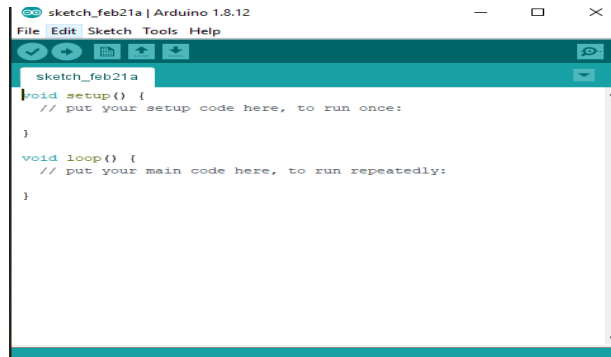 sketch_feb21a | Arduino 1.8.12
File Edit Sketch Tools Help
sketch_feb21a
void setup() {
  // put your setup code here, to run once:
}
void loop() {
  // put your main code here, to run repeatedly:
}